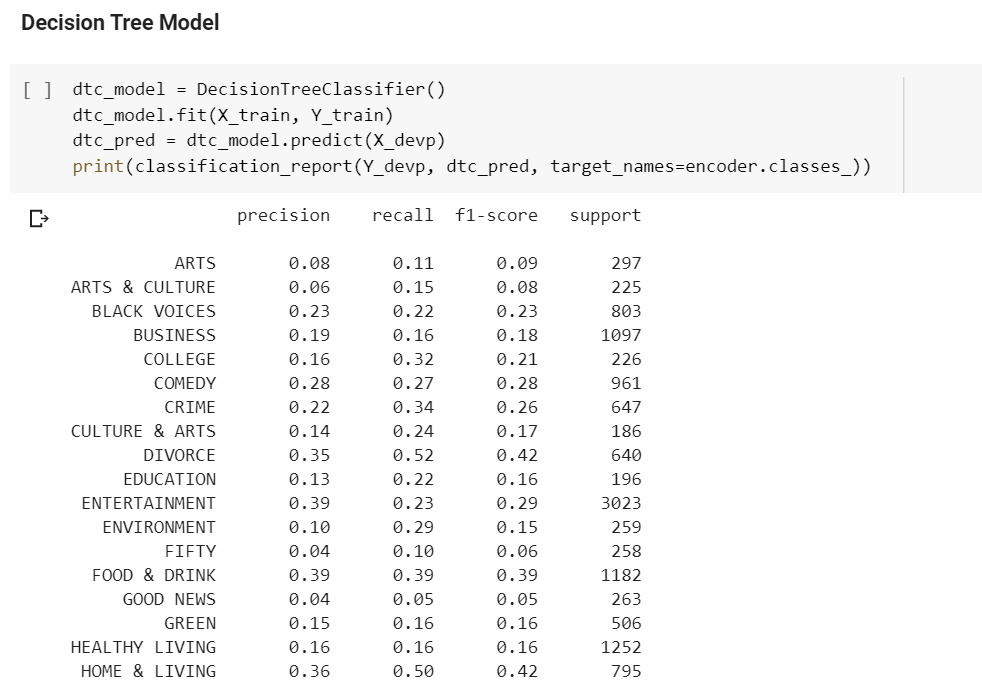 Decision Tree Model
[ ] dtc_model = DecisionTreeClassifier()
dtc_model.fit(X_train, Y_train)
dtc_pred = dtc_model.predict(X_devp)
print(classification_report(Y_devp, dtc_pred, target_names=encoder.classes_))
precision recall f1-score support
ARTS 0.08 0.11 0.09 297
ARTS & CULTURE 0.06 0.15 0.08 225
BLACK VOICES 0.23 0.22 0.23 803
BUSINESS 0.19 0.16 0.18 1097
COLLEGE 0.16 0.32 0.21 226
COMEDY 0.28 0.27 0.28 961
CRIME 0.22 0.34 0.26 647
CULTURE & ARTS 0.14 0.24 0.17 186
DIVORCE 0.35 0.52 0.42 640
EDUCATION 0.13 0.22 0.16 196
ENTERTAINMENT 0.39 0.23 0.29 3023
ENVIRONMENT 0.10 0.29 0.15 259
FIFTY 0.04 0.10 0.06 258
FOOD & DRINK 0.39 0.39 0.39 1182
GOOD NEWS 0.04 0.05 0.05 263
GREEN 0.15 0.16 0.16 506
HEALTHY LIVING 0.16 0.16 0.16 1252
HOME & LIVING 0.36 0.50 0.42 795